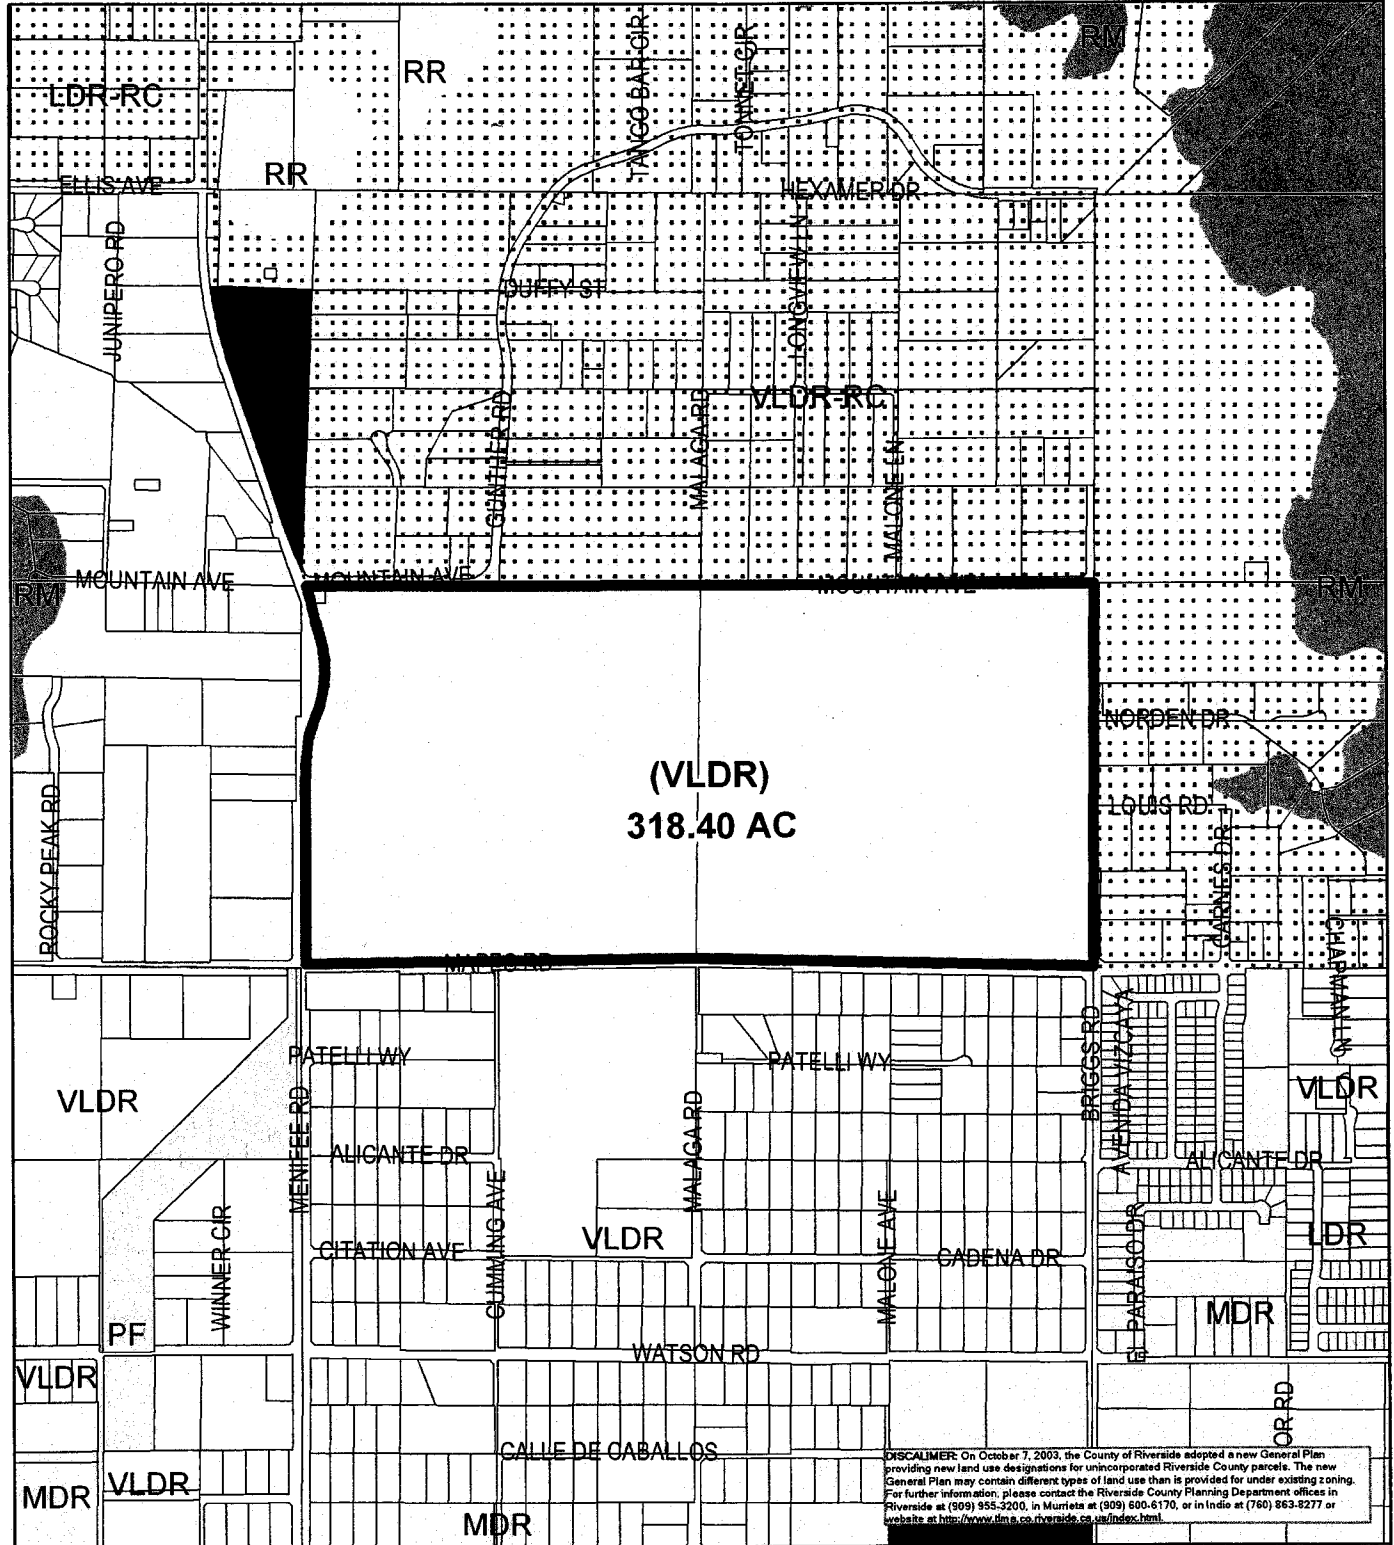 RM
RR
LDR-RC
TANGO BAR CIR
TONNET CIR
RR
ELLIS AVE
HEXAMER DR
JUNIPERO RD
LONGVIEW LN
DUFFY ST
VLDR-RC
GUNTHER RD
MALAGA RD
MALONE LN
RM
MOUNTAIN AVE
MOUNTAIN AVE
MOUNTAIN AVE
RM
NORDEN DR
(VLDR)
318.40 AC
LOUIS RD
ROCKY PEAK RD
CARNES DR
CHAPMAN LN
MAPES RD
PATELLI WY
PATELLI WY
BRIGGS RD
AVENIDA VIZCAYA
VLDR
VLDR
MENIFEE RD
MALAGA RD
ALICANTE DR
ALICANTE DR
WINNER CIR
CUMMING AVE
MALONE AVE
EL PARAISO DR
VLDR
LDR
CITATION AVE
CADENA DR
MDR
PF
WATSON RD
VLDR
OR RD
CALLE DE CABALLOS
VLDR
MDR
MDR
DISCALIMER: On October 7, 2003, the County of Riverside adopted a new General Plan
providing new land use designations for unincorporated Riverside County parcels. The new
General Plan may contain different types of land use than is provided for under existing zoning.
For further information, please contact the Riverside County Planning Department offices in
Riverside at (909) 955-3200, in Murrieta at (909) 600-6170, or in Indio at (760) 863-8277 or
website at http://www.tlma.co.riverside.ca.us/index.html.